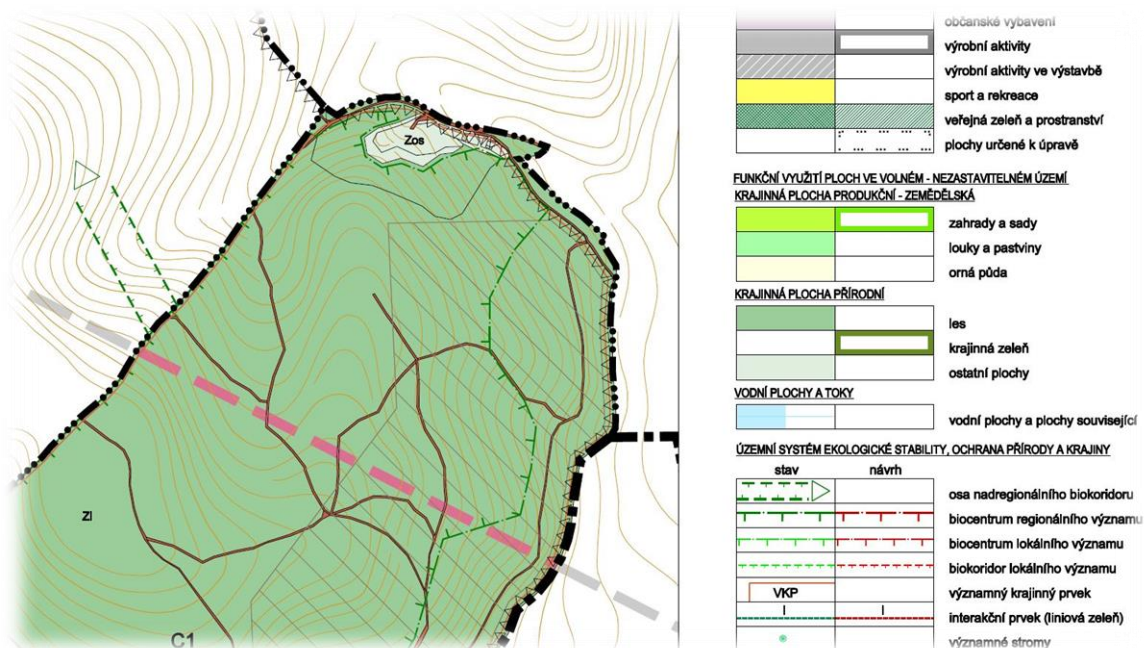 Zos
Zl
C1
občanské vybavení
výrobní aktivity
výrobní aktivity ve výstavbě
sport a rekreace
veřejná zeleň a prostranství
plochy určené k úpravě
FUNKČNÍ VYUŽITÍ PLOCH VE VOLNÉM - NEZASTAVITELNÉM ÚZEMÍ
KRAJINNÁ PLOCHA PRODUKČNÍ - ZEMĚDĚLSKÁ
zahrady a sady
louky a pastviny
orná půda
KRAJINNÁ PLOCHA PŘÍRODNÍ
les
krajinná zeleň
ostatní plochy
VODNÍ PLOCHY A TOKY
vodní plochy a plochy související
ÚZEMNÍ SYSTÉM EKOLOGICKÉ STABILITY, OCHRANA PŘÍRODY A KRAJINY
stav návrh
osa nadregionálního biokoridoru
biocentrum regionálního významu
biocentrum lokálního významu
biokoridor lokálního významu
VKP významný krajinný prvek
interakční prvek (liniová zeleň)
významné stromy